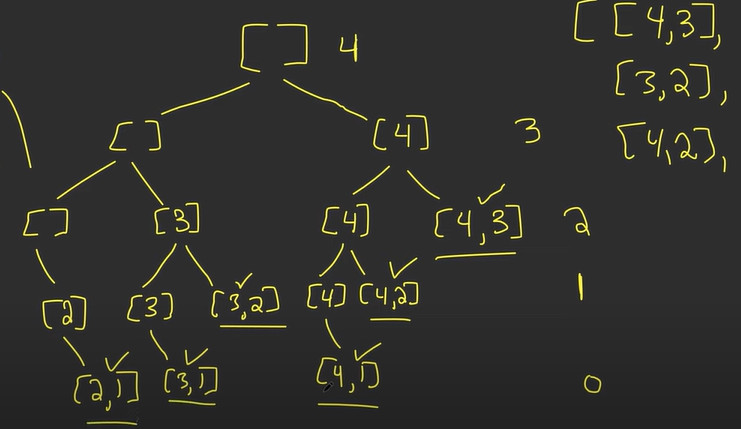 [ ] 4
[ [4,3],
[3,2],
[4,2],
[ ] [4] 3
[ ] [3] [4] [4,3] 2
[2] [3] [3,2] [4] [4,2] 1
[2,1] [3,1] [4,1] 0